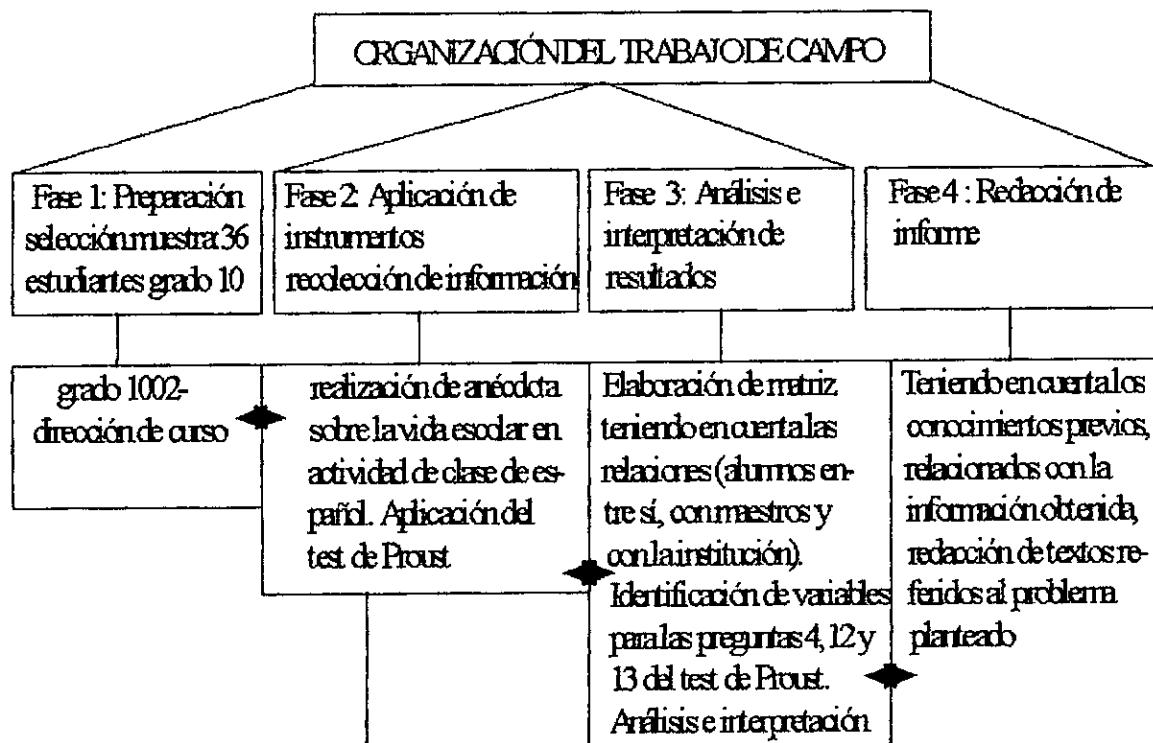 ORGANIZACIÓN DEL TRABAJO DE CAMPO
Fase 1: Preparación
selección muestra: 36
estudiantes grado 10
Fase 2: Aplicación de
instrumentos
recolección de información
Fase 3: Análisis e
interpretación de
resultados
Fase 4 : Redacción de
informe
grado 1002-
dirección de curso
realización de anécdota
sobre la vida escolar en
actividad de clase de es-
pañol. Aplicación del
test de Proust
Elaboración de matriz
teniendo en cuenta las
relaciones (alumnos en-
tre sí, con maestros y
con la institución).
Identificación de variables
para las preguntas 4, 12 y
13 del test de Proust.
Análisis e interpretación
Teniendo en cuenta los
conocimientos previos,
relacionados con la
información obtenida,
redacción de textos re-
feridos al problema
planteado